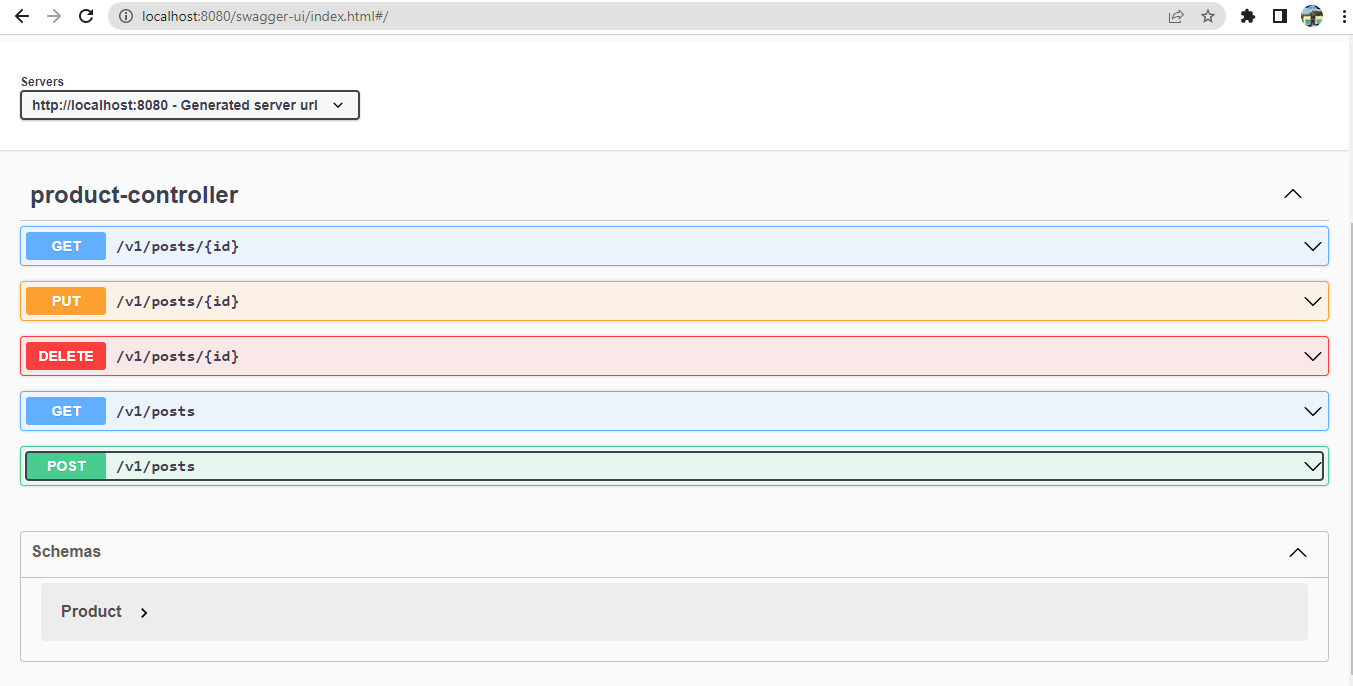 localhost:8080/swagger-ui/index.html#/
Servers
http://localhost:8080 - Generated server url
product-controller
GET /v1/posts/{id}
PUT /v1/posts/{id}
DELETE /v1/posts/{id}
GET /v1/posts
POST /v1/posts
Schemas
Product